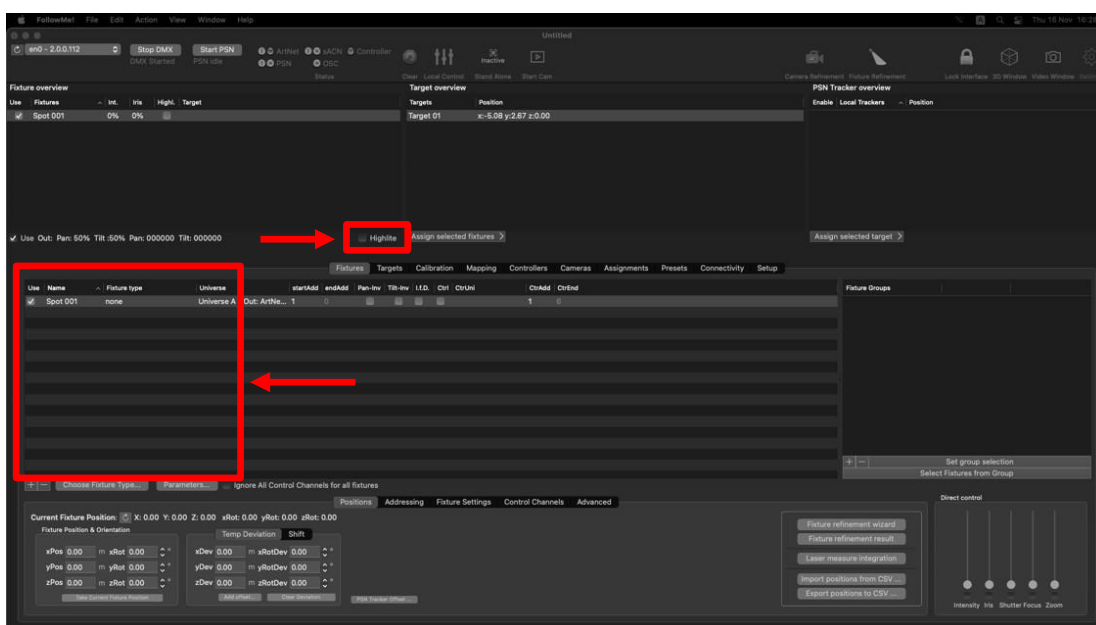 FollowMe! File Edit Action View Window Help Thu 16 Nov 16:28
Untitled
en0 - 2.0.0.112 Stop DMX Start PSN ArtNet sACN Controller
DMX Started PSN idle PSN OSC Inactive
Status Clear Local Control Stand Alone Start Cam Camera Refinement Fixture Refinement Lock Interface 3D Window Video Window
Fixture overview Target overview PSN Tracker overview
Use Fixtures Int. Iris Highl. Target Targets Position Enable Local Trackers Position
Spot 001 0% 0% Target 01 x:-5.08 y:2.67 z:0.00
Use Out: Pan: 50% Tilt :50% Pan: 000000 Tilt: 000000 Highlite Assign selected fixtures > Assign selected target >
Fixtures Targets Calibration Mapping Controllers Cameras Assignments Presets Connectivity Setup
Use Name Fixture type Universe startAdd endAdd Pan-Inv Tilt-Inv I.f.D. Ctrl CtrUni CtrAdd CtrEnd Fixture Groups
Spot 001 none Universe A Out: ArtNe... 1 0 1 0
+ - Set group selection
Select Fixtures from Group
+ - Choose Fixture Type... Parameters... Ignore All Control Channels for all fixtures
Positions Addressing Fixture Settings Control Channels Advanced Direct control
Current Fixture Position: X: 0.00 Y: 0.00 Z: 0.00 xRot: 0.00 yRot: 0.00 zRot: 0.00
Fixture Position & Orientation Temp Deviation Shift
Fixture refinement wizard
Fixture refinement result
xPos 0.00 m xRot 0.00 ° xDev 0.00 m xRotDev 0.00 °
Laser measure integration
yPos 0.00 m yRot 0.00 ° yDev 0.00 m yRotDev 0.00 °
Import positions from CSV ...
zPos 0.00 m zRot 0.00 ° zDev 0.00 m zRotDev 0.00 °
Export positions to CSV ...
Take Current Fixture Position Add offset... Clear Deviation PSN Tracker Offset ...
Intensity Iris Shutter Focus Zoom